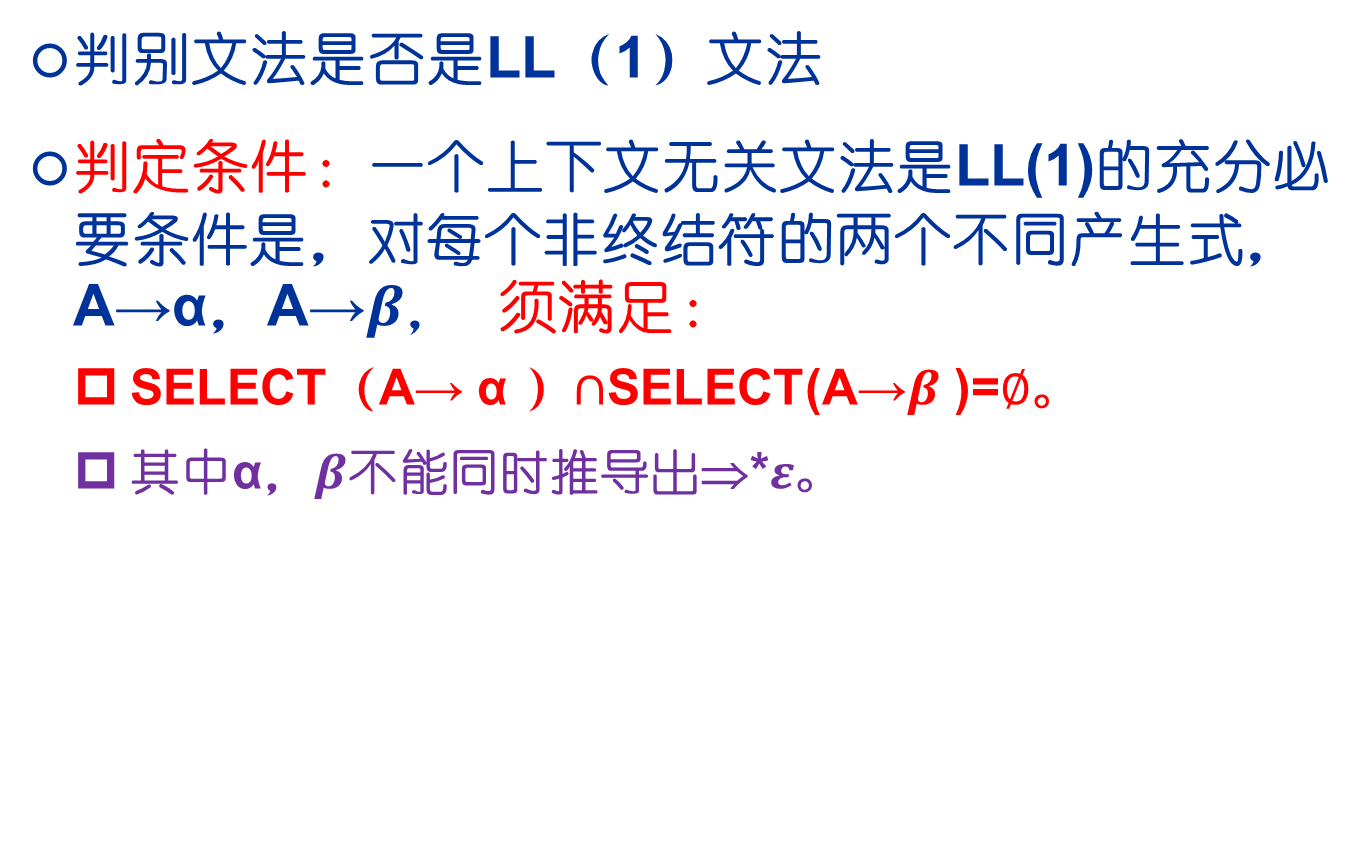 判别文法是否是LL（1）文法
判定条件：一个上下文无关文法是LL(1)的充分必
要条件是，对每个非终结符的两个不同产生式，
A→α，A→β， 须满足：
SELECT（A→ α ）∩SELECT(A→β )=∅。
其中α，β不能同时推导出⇒*ε。